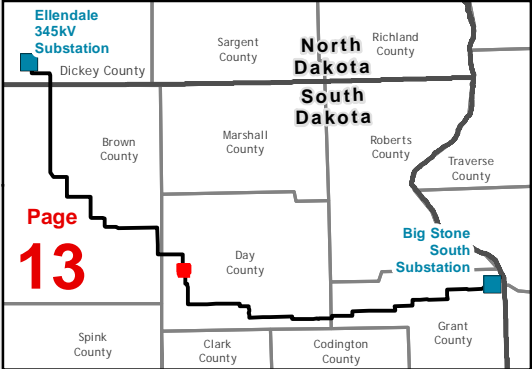 Ellendale
345kV
Substation
Dickey County
Sargent
County
North
Dakota
Richland
County
South
Dakota
Brown
County
Marshall
County
Roberts
County
Traverse
County
Page
13
Day
County
Big Stone
South
Substation
Spink
County
Clark
County
Codington
County
Grant
County